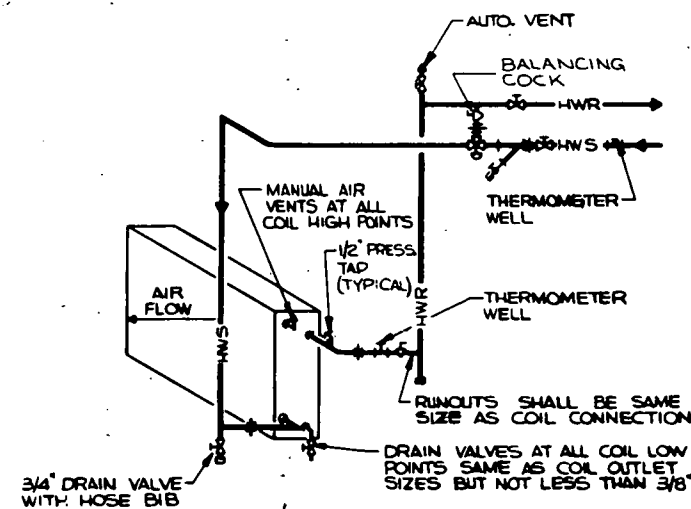 AUTO. VENT
BALANCING
COCK
HWR
HWS
THERMOMETER
WELL
MANUAL AIR
VENTS AT ALL
COIL HIGH POINTS
1/2" PRESS.
TAP
(TYPICAL)
AIR
FLOW
HWS
HWR
THERMOMETER
WELL
RUNOUTS SHALL BE SAME
SIZE AS COIL CONNECTION
DRAIN VALVES AT ALL COIL LOW
POINTS SAME AS COIL OUTLET
SIZES BUT NOT LESS THAN 3/8"
3/4" DRAIN VALVE
WITH HOSE BIB